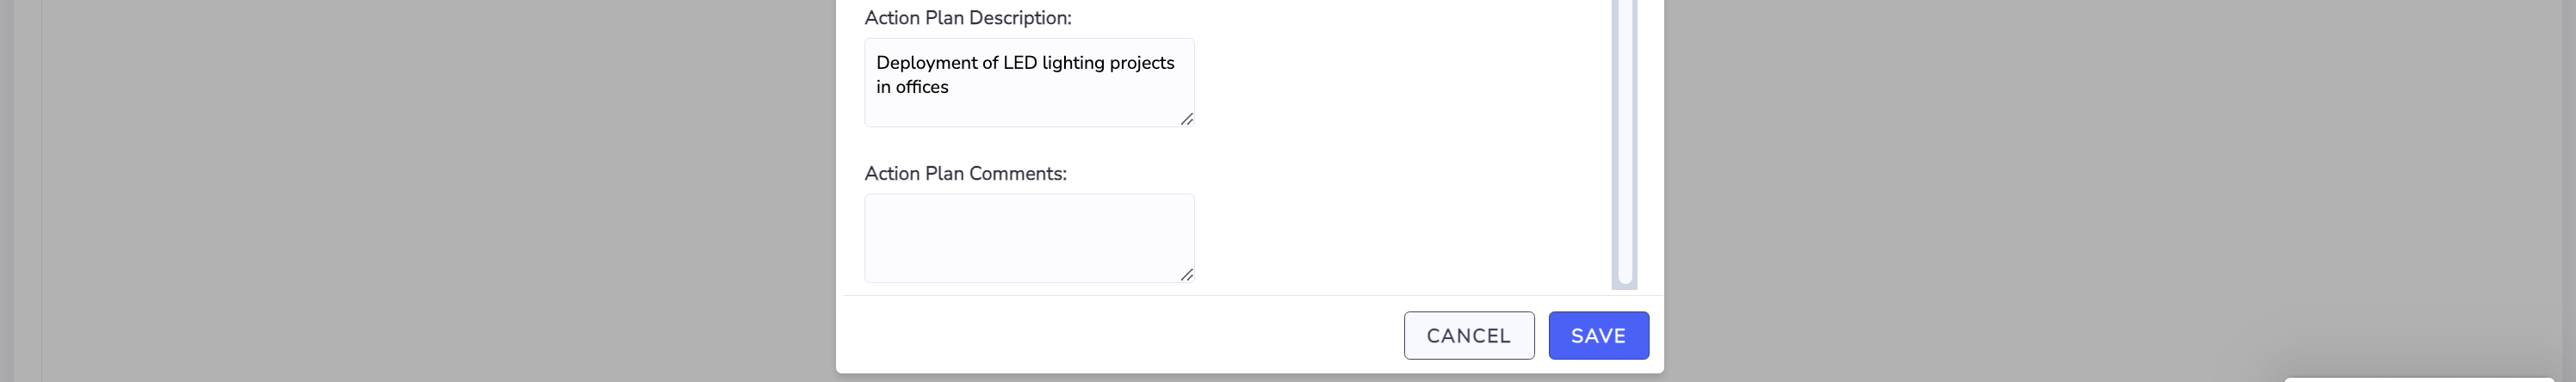 Action Plan Description:
Deployment of LED lighting projects
in offices
Action Plan Comments:
CANCEL SAVE